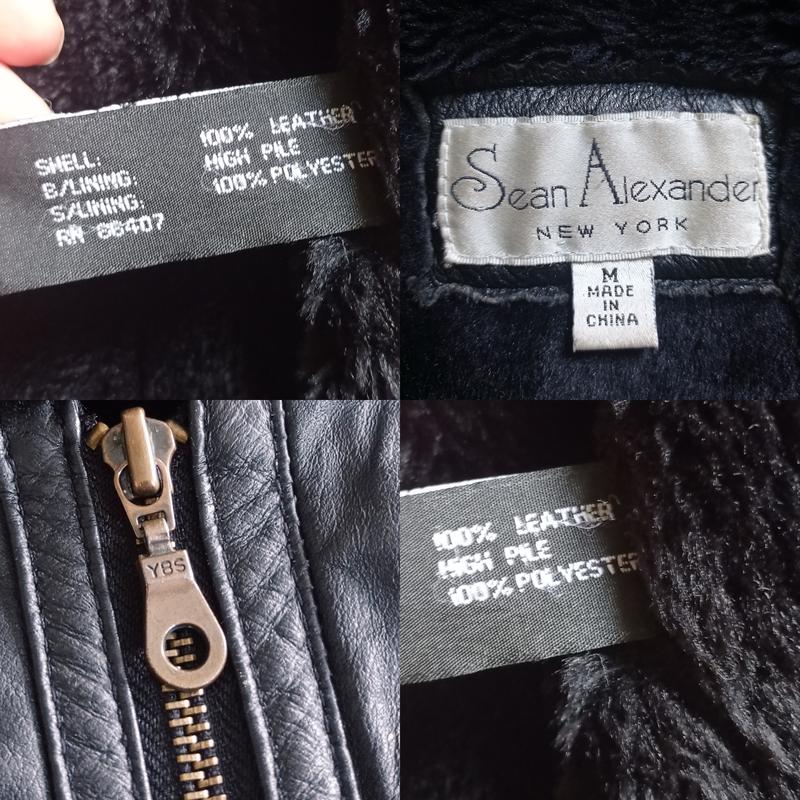 SHELL: 100% LEATHER
B/LINING: HIGH PILE
S/LINING: 100% POLYESTER
RN 86407
Sean Alexander
NEW YORK
M
MADE
IN
CHINA
YBS
100% LEATHER
HIGH PILE
100% POLYESTER